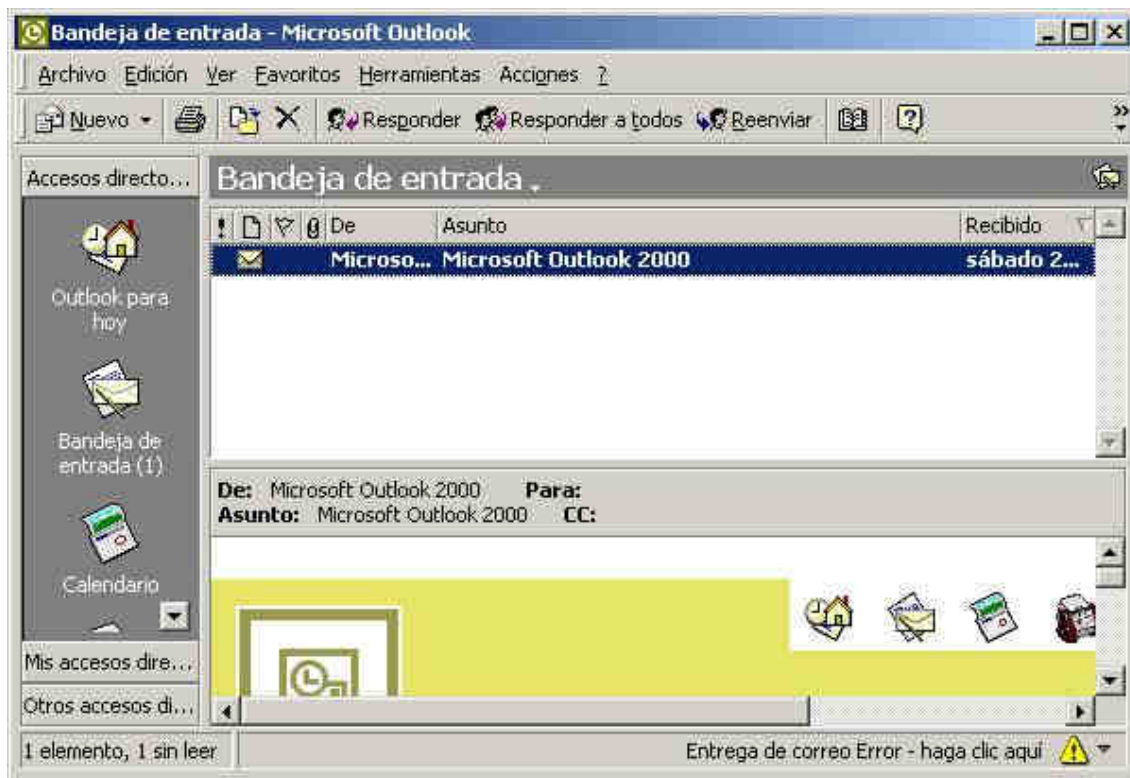 Bandeja de entrada - Microsoft Outlook
Archivo Edición Ver Favoritos Herramientas Acciones ?
Nuevo Responder Responder a todos Reenviar
Accesos directo...
Bandeja de entrada
! De Asunto Recibido
Microso... Microsoft Outlook 2000 sábado 2...
Outlook para
hoy
Bandeja de
entrada (1)
Calendario
De: Microsoft Outlook 2000 Para:
Asunto: Microsoft Outlook 2000 CC:
Mis accesos dire...
Otros accesos di...
1 elemento, 1 sin leer
Entrega de correo Error - haga clic aquí